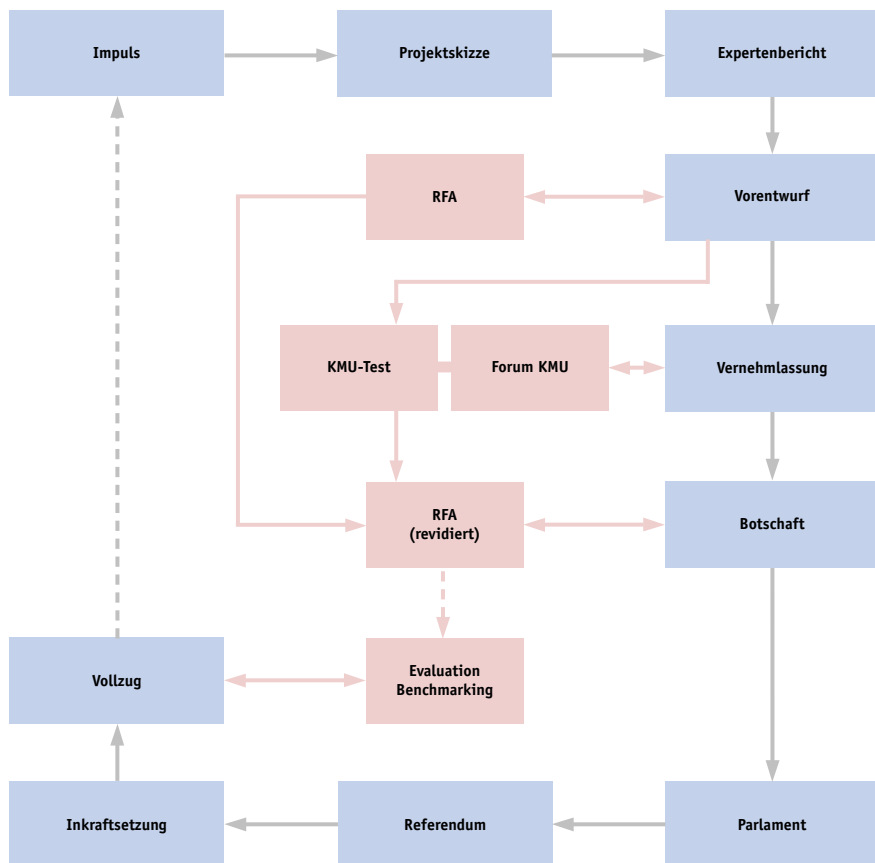 Impuls
Projektskizze
Expertenbericht
RFA
Vorentwurf
KMU-Test
Forum KMU
Vernehmlassung
RFA
(revidiert)
Botschaft
Vollzug
Evaluation
Benchmarking
Inkraftsetzung
Referendum
Parlament